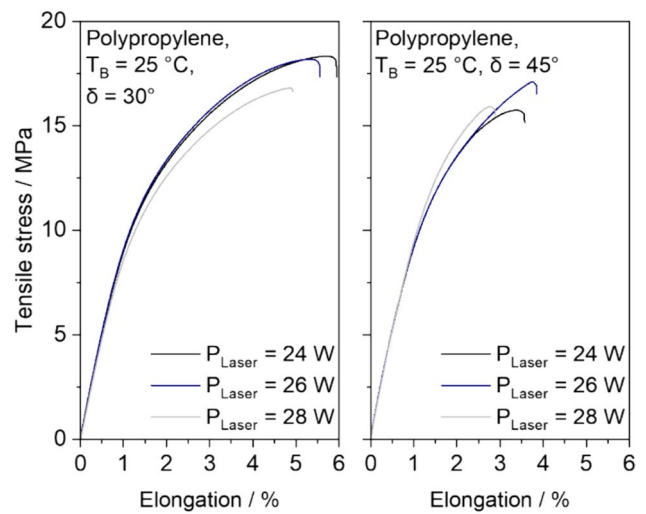 Polypropylene,
T_B = 25 °C,
δ = 30°
Polypropylene,
T_B = 25 °C, δ = 45°
Tensile stress / MPa
20
15
10
5
0
P_Laser = 24 W
P_Laser = 26 W
P_Laser = 28 W
P_Laser = 24 W
P_Laser = 26 W
P_Laser = 28 W
0 1 2 3 4 5 6
0 1 2 3 4 5 6
Elongation / %
Elongation / %